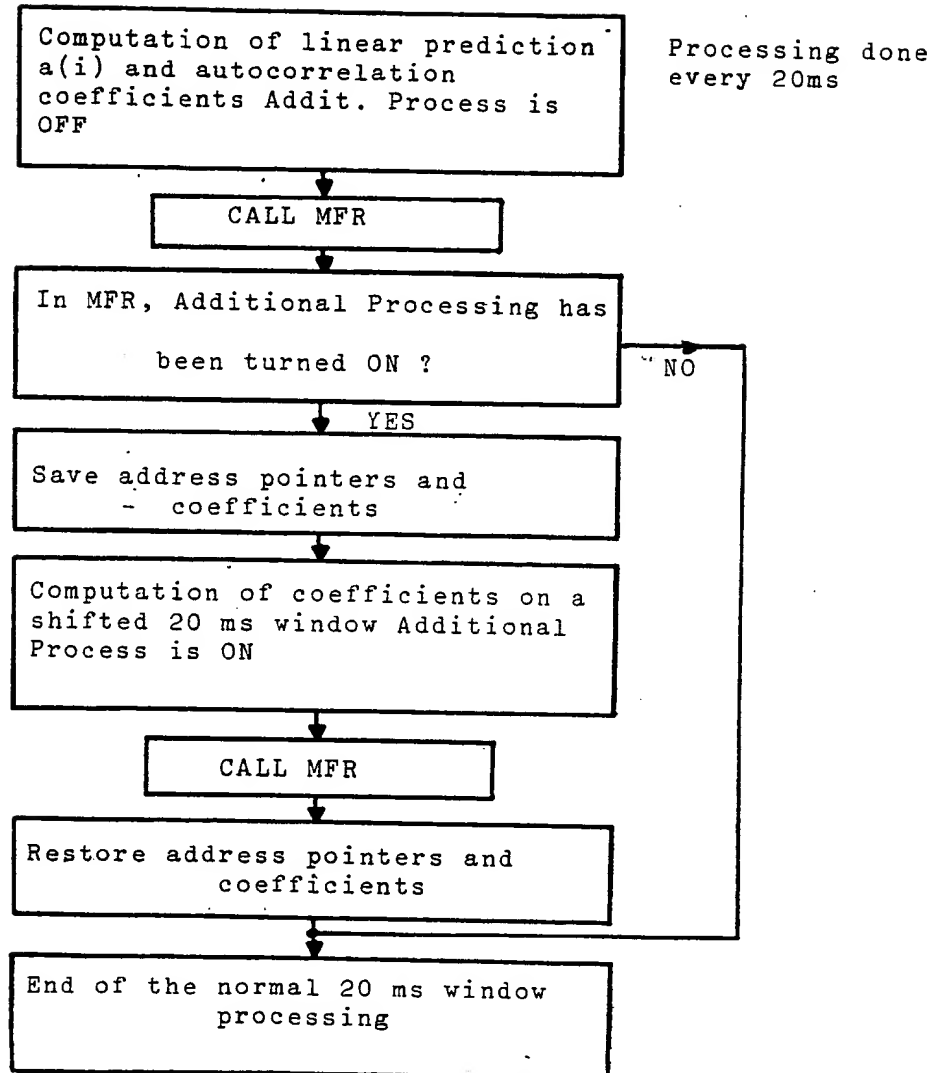 Computation of linear prediction
a(i) and autocorrelation
coefficients Addit. Process is
OFF
Processing done
every 20ms
CALL MFR
In MFR, Additional Processing has
been turned ON ?
NO
YES
Save address pointers and
- coefficients
Computation of coefficients on a
shifted 20 ms window Additional
Process is ON
CALL MFR
Restore address pointers and
coefficients
End of the normal 20 ms window
processing